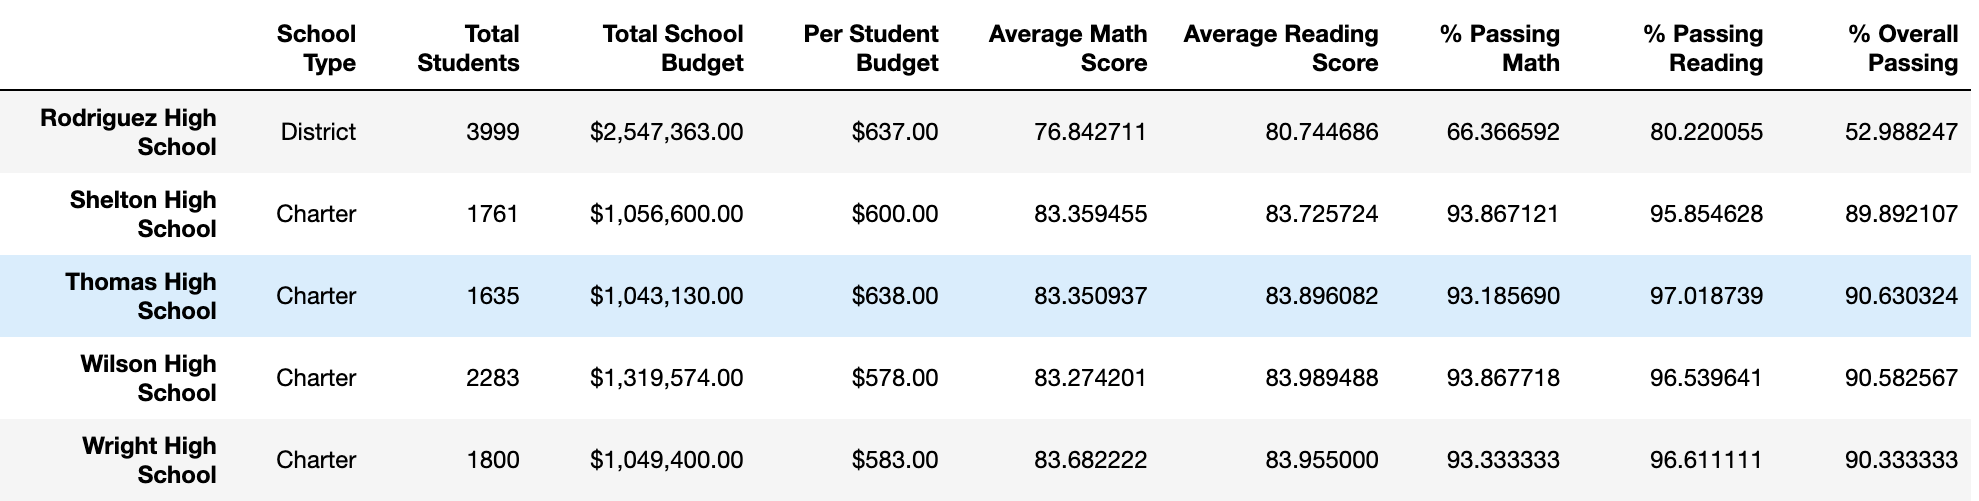 School Type Total Students Total School Budget Per Student Budget Average Math Score Average Reading Score % Passing Math % Passing Reading % Overall Passing
Rodriguez High School District 3999 $2,547,363.00 $637.00 76.842711 80.744686 66.366592 80.220055 52.988247
Shelton High School Charter 1761 $1,056,600.00 $600.00 83.359455 83.725724 93.867121 95.854628 89.892107
Thomas High School Charter 1635 $1,043,130.00 $638.00 83.350937 83.896082 93.185690 97.018739 90.630324
Wilson High School Charter 2283 $1,319,574.00 $578.00 83.274201 83.989488 93.867718 96.539641 90.582567
Wright High School Charter 1800 $1,049,400.00 $583.00 83.682222 83.955000 93.333333 96.611111 90.333333